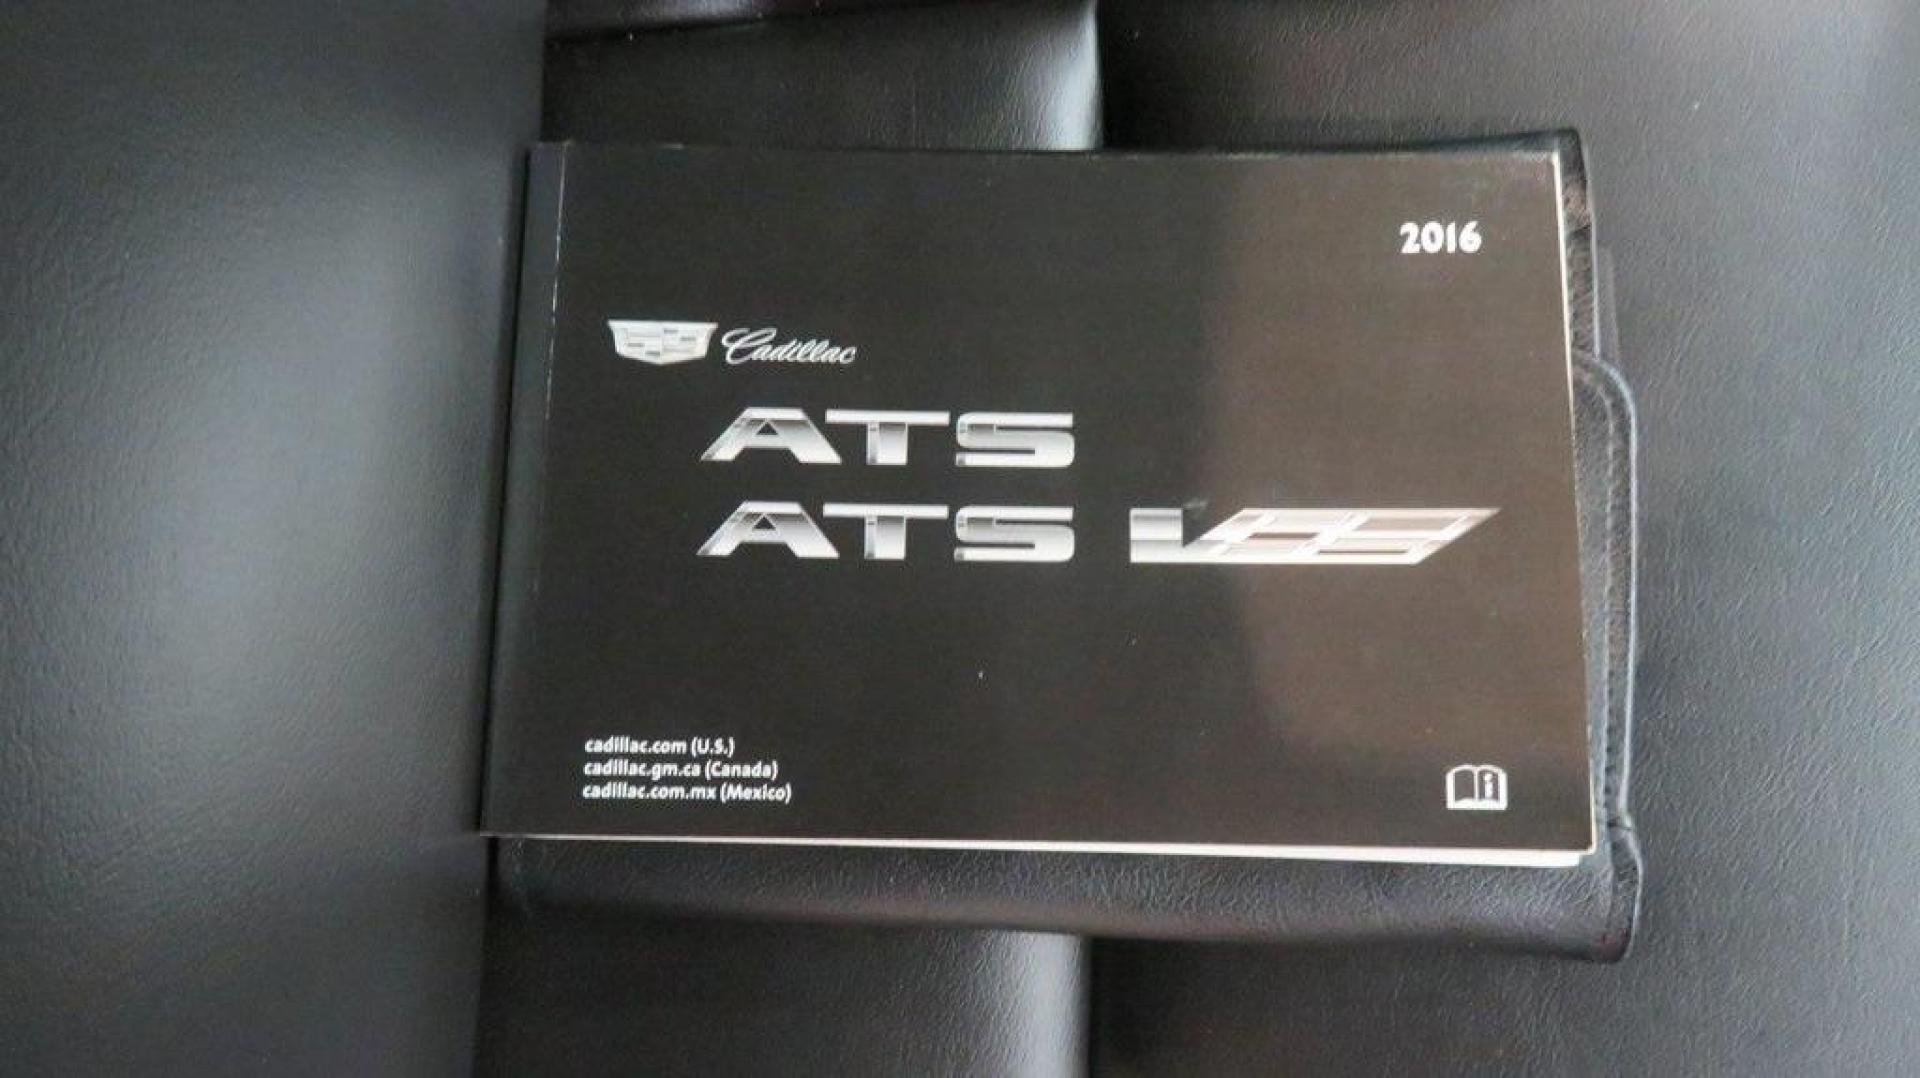 2016
Cadillac
ATS
ATS V
cadillac.com (U.S.)
cadillac.gm.ca (Canada)
cadillac.com.mx (Mexico)